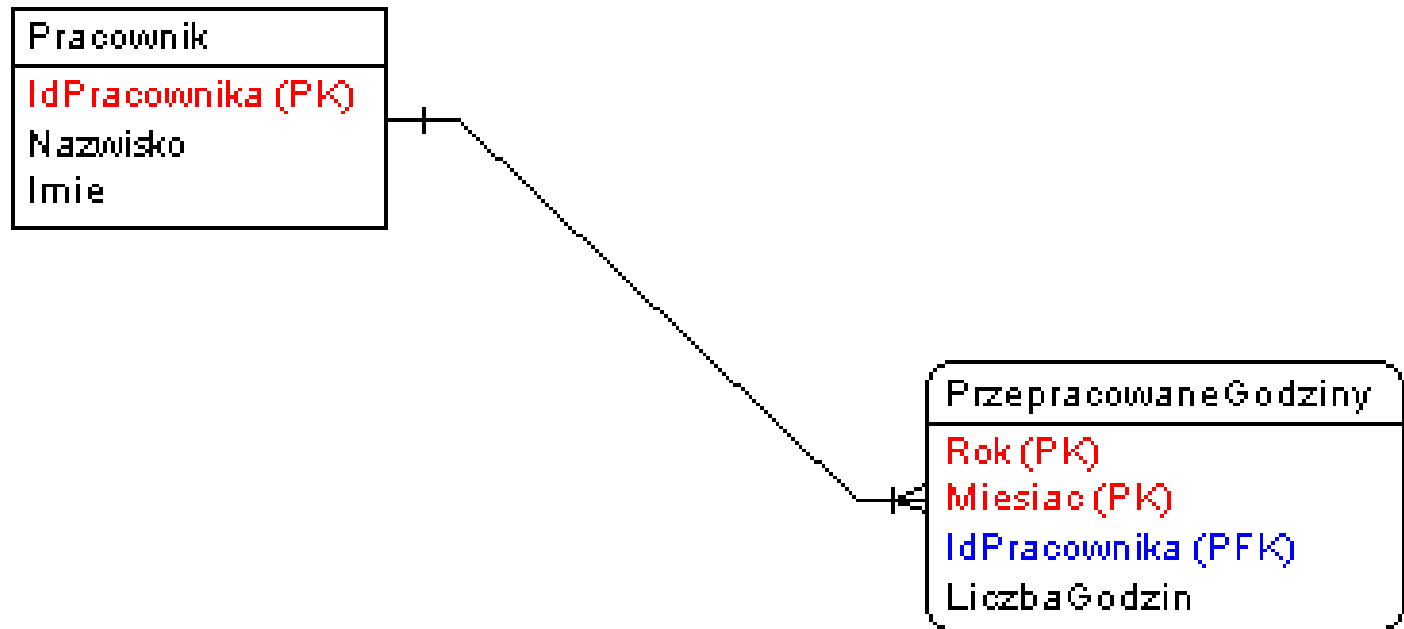 Pracownik
IdPracownika (PK)
Nazwisko
Imie
PrzepracowaneGodziny
Rok (PK)
Miesiac (PK)
IdPracownika (PFK)
LiczbaGodzin